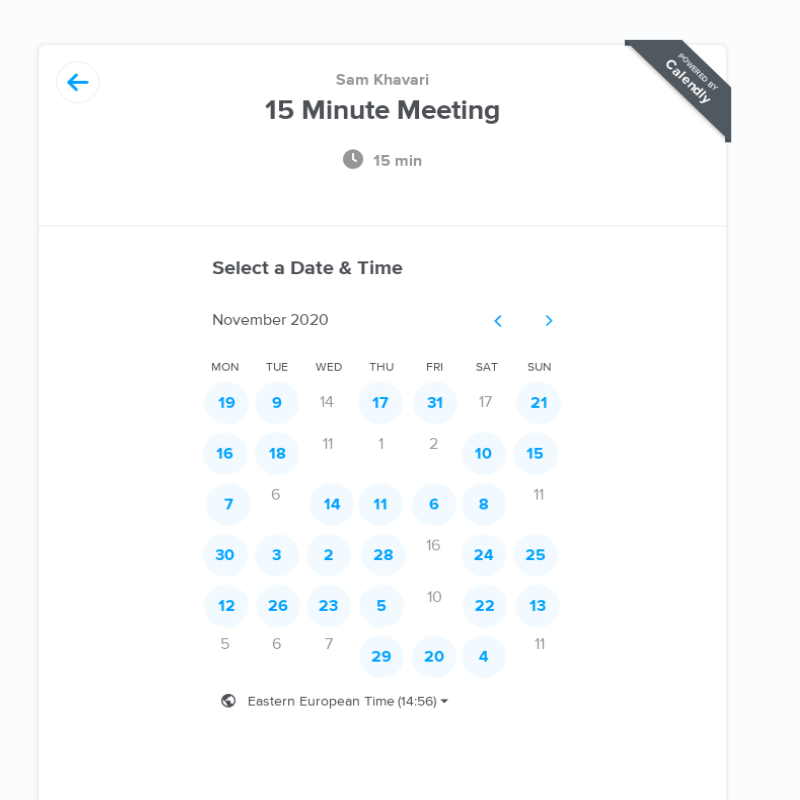 POWERED BY
Calendly
Sam Khavari
15 Minute Meeting
15 min
Select a Date & Time
November 2020
MON TUE WED THU FRI SAT SUN
19 9 14 17 31 17 21
16 18 11 1 2 10 15
7 6 14 11 6 8 11
30 3 2 28 16 24 25
12 26 23 5 10 22 13
5 6 7 29 20 4 11
Eastern European Time (14:56)